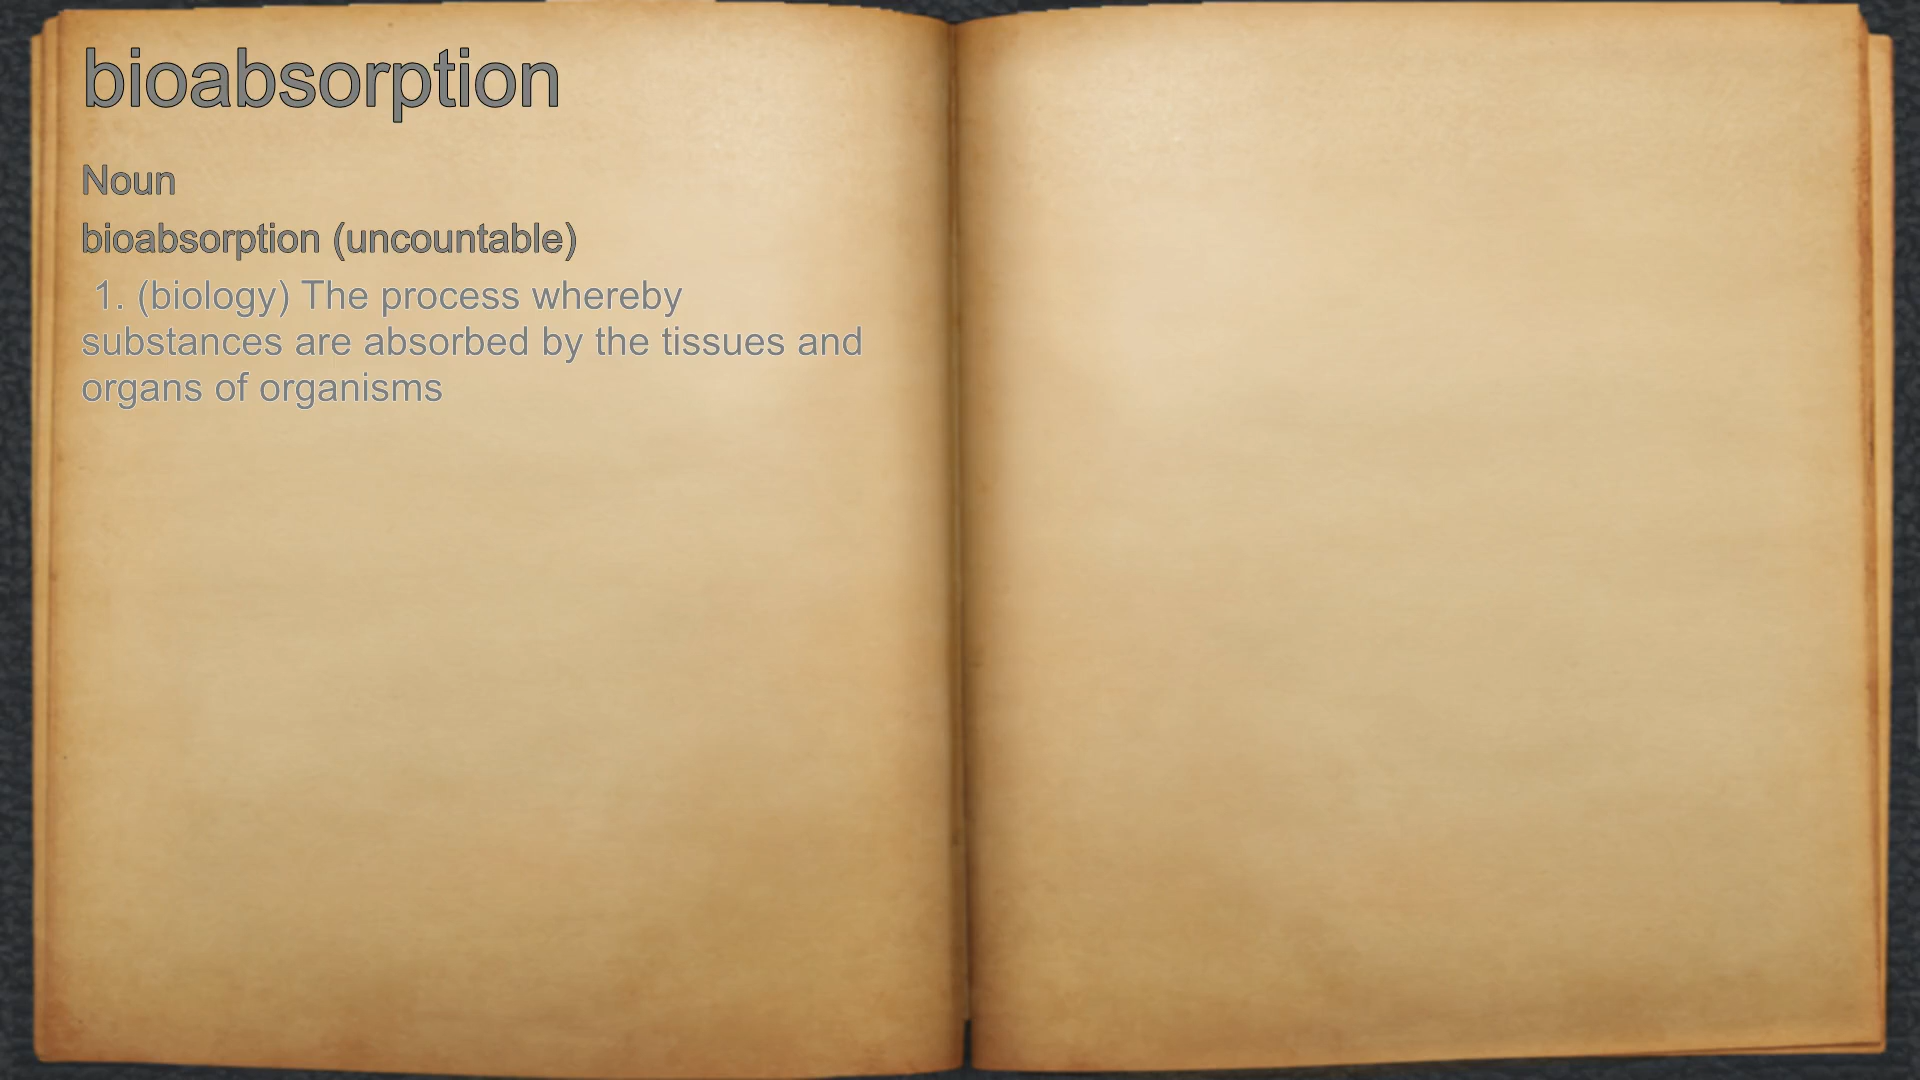 bioabsorption
Noun
bioabsorption (uncountable)
1. (biology) The process whereby
substances are absorbed by the tissues and
organs of organisms